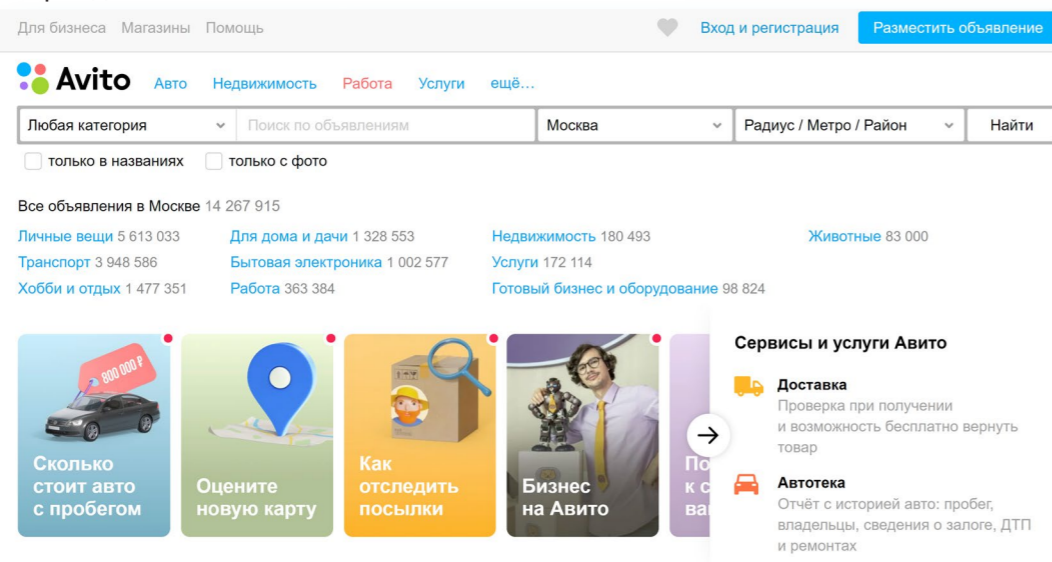 Для бизнеса Магазины Помощь
Вход и регистрация
Разместить объявление
Avito Авто Недвижимость Работа Услуги ещё...
Любая категория
Поиск по объявлениям
Москва
Радиус / Метро / Район
Найти
только в названиях только с фото
Все объявления в Москве 14 267 915
Личные вещи 5 613 033
Для дома и дачи 1 328 553
Недвижимость 180 493
Животные 83 000
Транспорт 3 948 586
Бытовая электроника 1 002 577
Услуги 172 114
Хобби и отдых 1 477 351
Работа 363 384
Готовый бизнес и оборудование 98 824
800 000 ₽
Сколько
стоит авто
с пробегом
Оцените
новую карту
Как
отследить
посылки
Бизнес
на Авито
Сервисы и услуги Авито
Доставка
Проверка при получении
и возможность бесплатно вернуть
товар
Автотека
Отчёт с историей авто: пробег,
владельцы, сведения о залоге, ДТП
и ремонтах